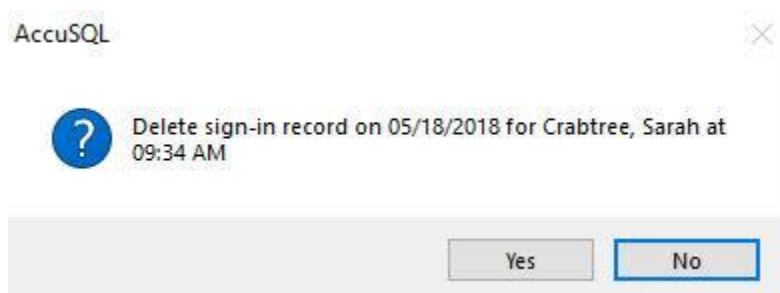 AccuSQL
Delete sign-in record on 05/18/2018 for Crabtree, Sarah at
09:34 AM
Yes
No